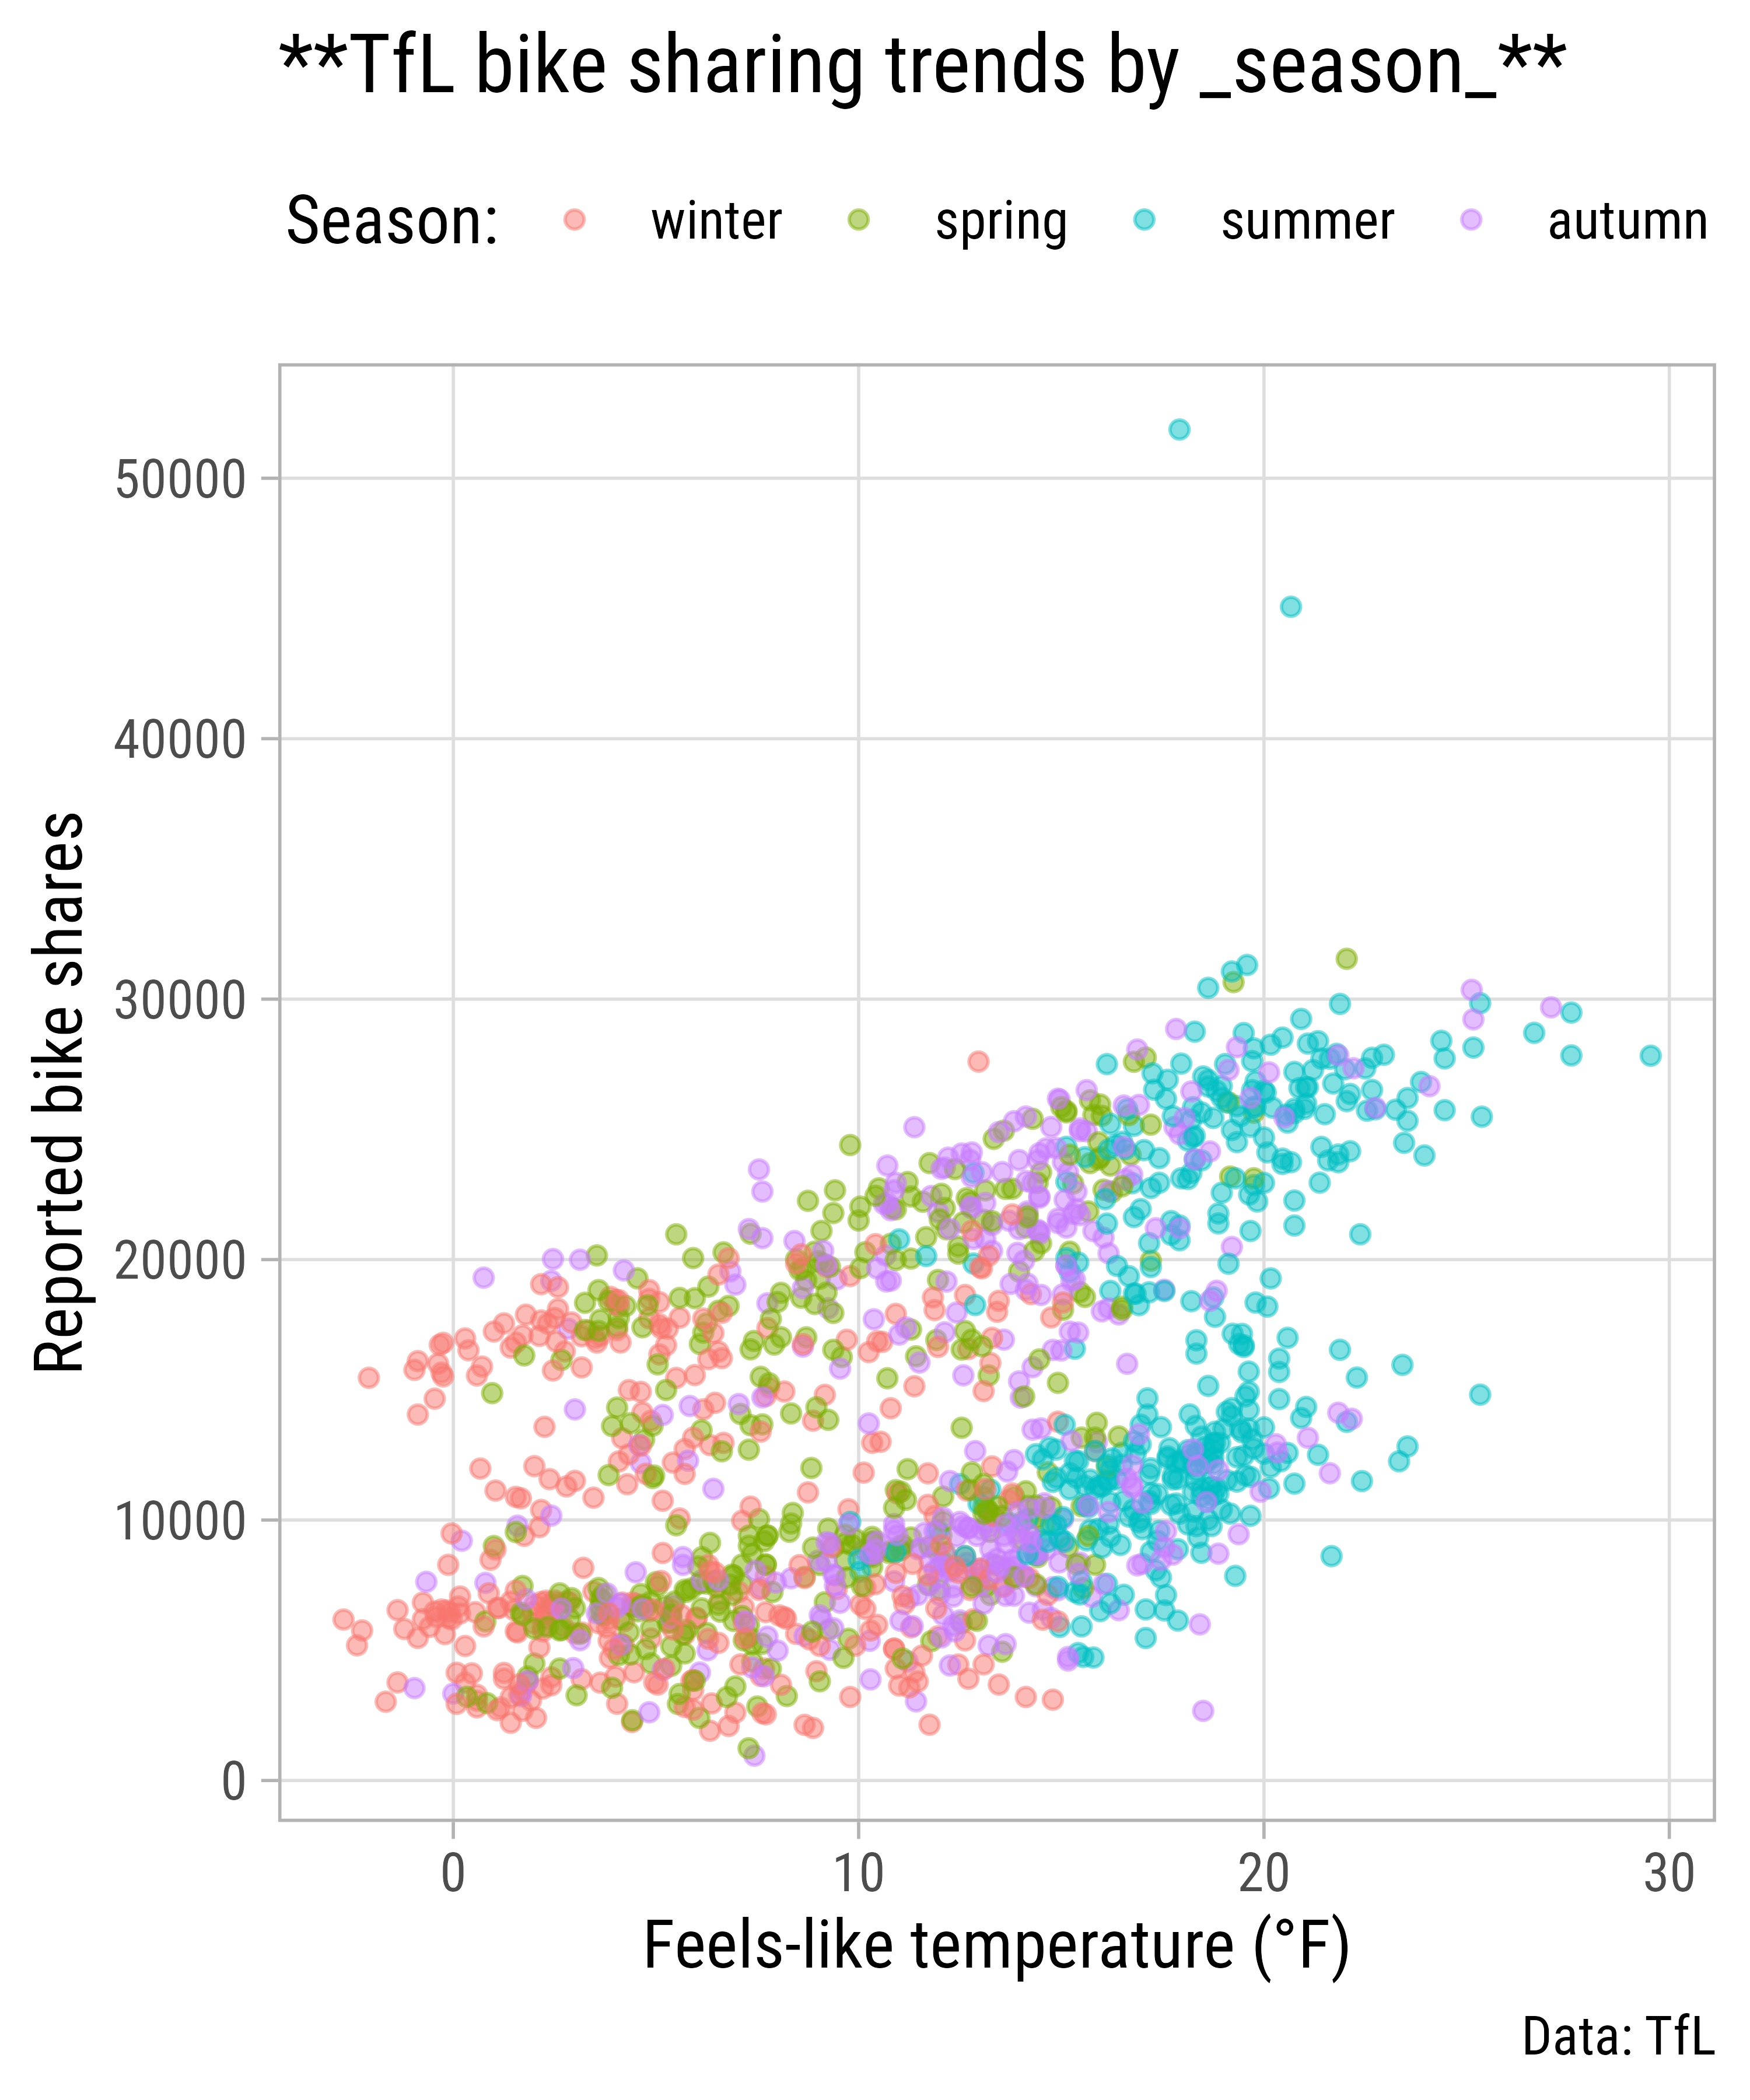 **TfL bike sharing trends by _season_**
Season: winter spring summer autumn
50000
40000
30000
20000
10000
0
Reported bike shares
0 10 20 30
Feels-like temperature (°F)
Data: TfL